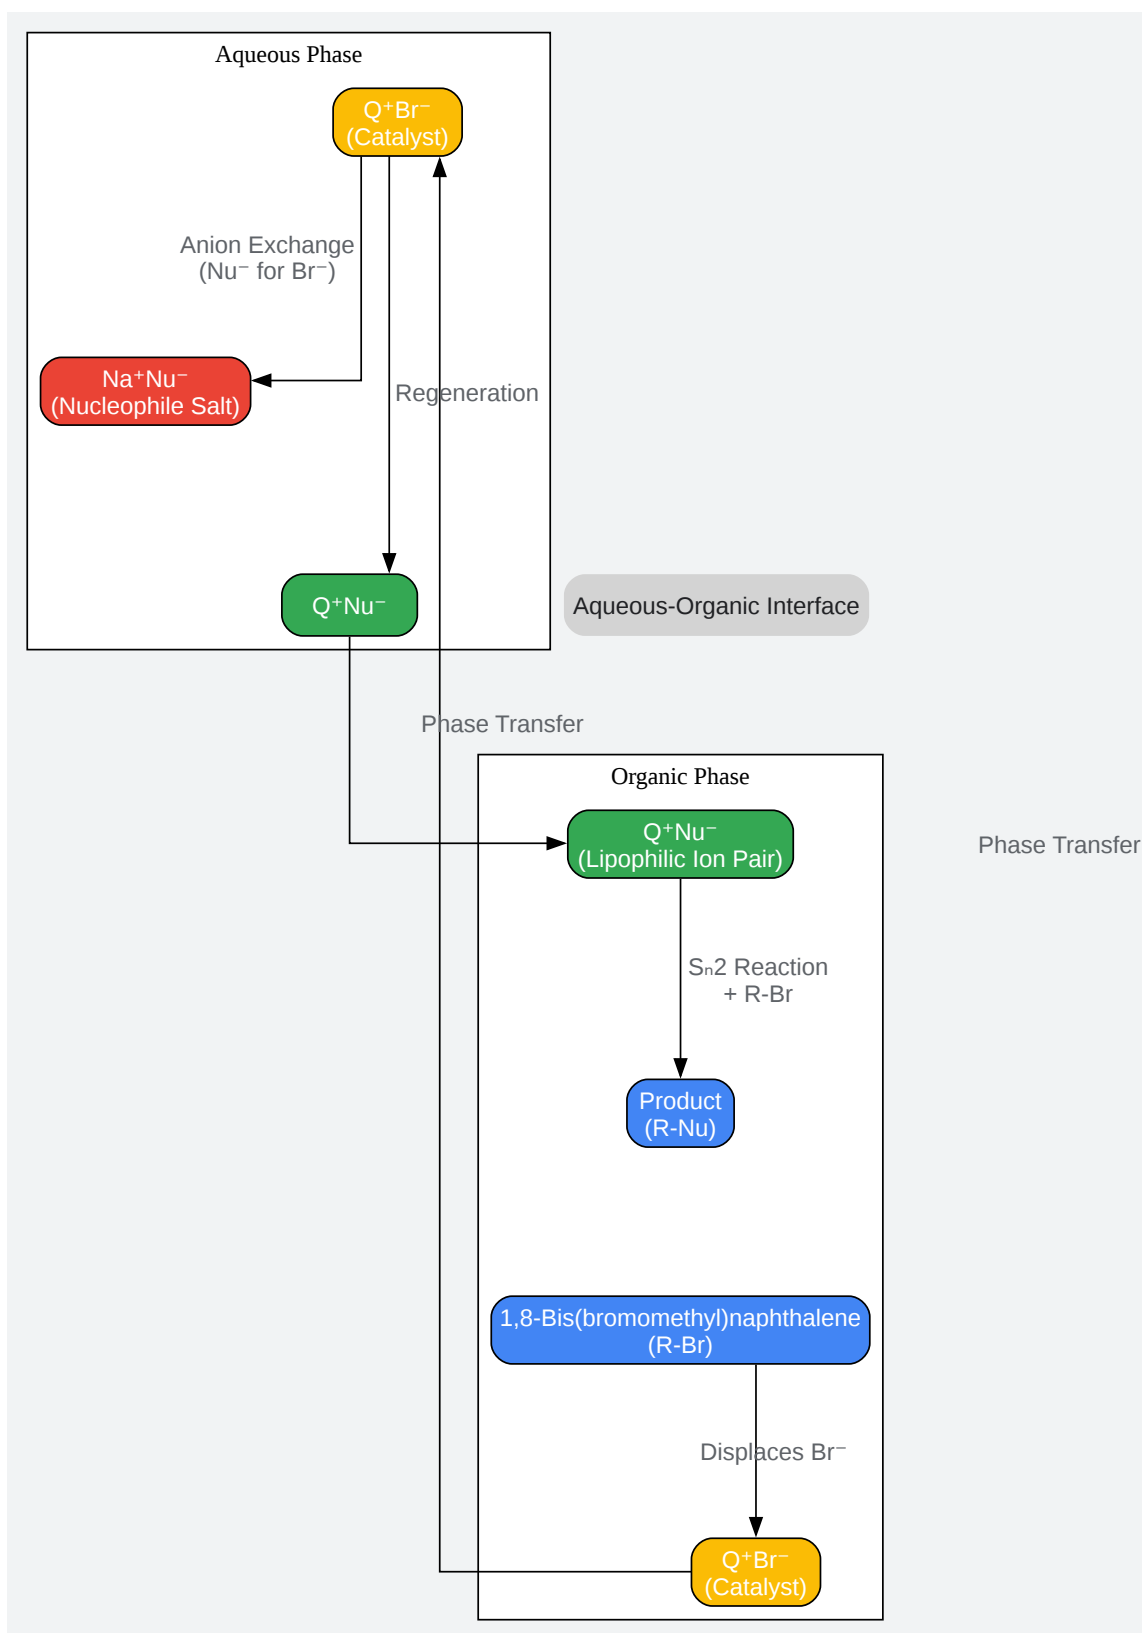 Aqueous Phase
Q⁺Br⁻
(Catalyst)
Anion Exchange
(Nu⁻ for Br⁻)
Na⁺Nu⁻
(Nucleophile Salt)
Regeneration
Q⁺Nu⁻
Aqueous-Organic Interface
Phase Transfer
Organic Phase
Q⁺Nu⁻
(Lipophilic Ion Pair)
Phase Transfer
Sₙ2 Reaction
+ R-Br
Product
(R-Nu)
1,8-Bis(bromomethyl)naphthalene
(R-Br)
Displaces Br⁻
Q⁺Br⁻
(Catalyst)